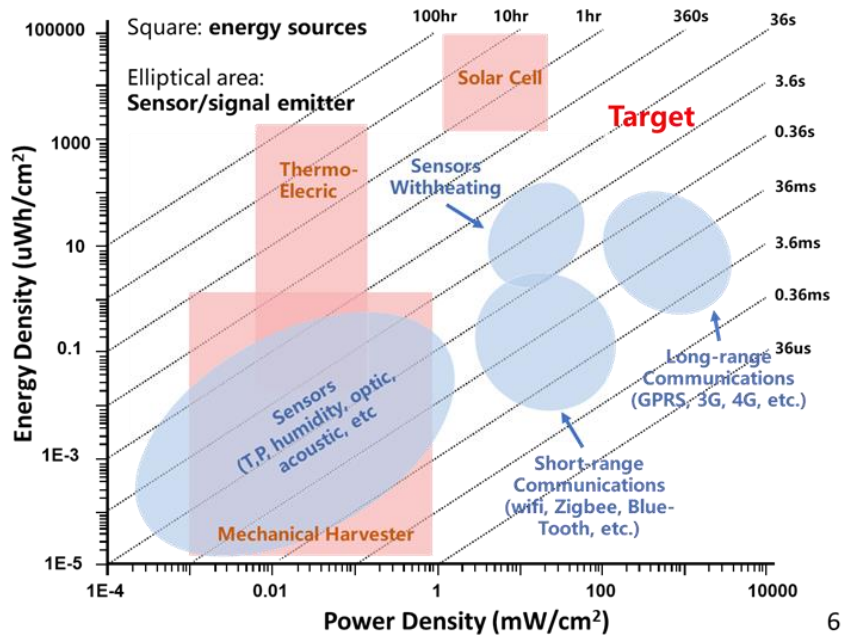 100hr 10hr 1hr 360s 36s
100000
Square: energy sources
Solar Cell
Elliptical area:
Sensor/signal emitter
3.6s
Target
1000
0.36s
Thermo-
Elecric
Sensors
Withheating
36ms
10
3.6ms
0.36ms
0.1
36us
Long-range
Communications
(GPRS, 3G, 4G, etc.)
Sensors
(T,P, humidity, optic,
acoustic, etc
1E-3
Short-range
Communications
(wifi, Zigbee, Blue-
Tooth, etc.)
Mechanical Harvester
1E-5
1E-4 0.01 1 100 10000
Energy Density (uWh/cm²)
Power Density (mW/cm²)
6